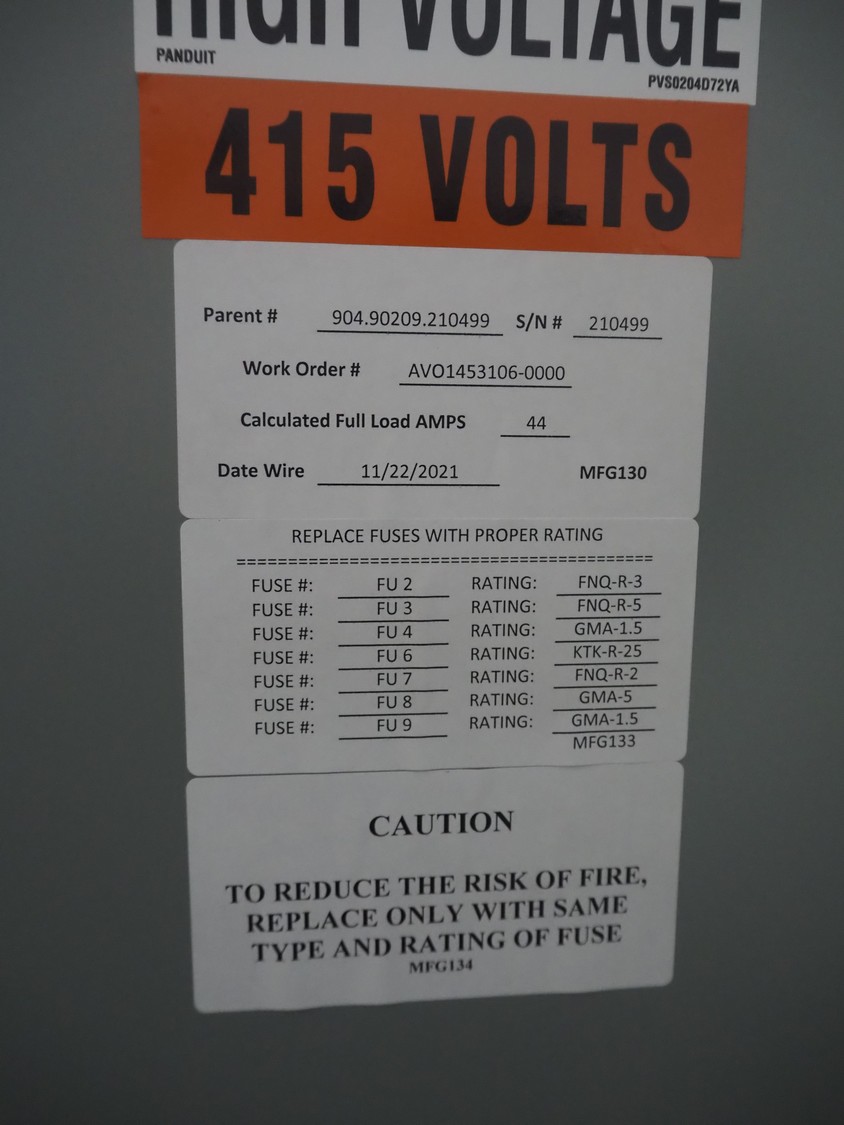 HIGH VOLTAGE
PANDUIT
PVS0204D72YA
415 VOLTS
Parent # 904.90209.210499 S/N # 210499
Work Order # AVO1453106-0000
Calculated Full Load AMPS 44
Date Wire 11/22/2021 MFG130
REPLACE FUSES WITH PROPER RATING
========================================
FUSE #: FU 2 RATING: FNQ-R-3
FUSE #: FU 3 RATING: FNQ-R-5
FUSE #: FU 4 RATING: GMA-1.5
FUSE #: FU 6 RATING: KTK-R-25
FUSE #: FU 7 RATING: FNQ-R-2
FUSE #: FU 8 RATING: GMA-5
FUSE #: FU 9 RATING: GMA-1.5
MFG133
CAUTION
TO REDUCE THE RISK OF FIRE,
REPLACE ONLY WITH SAME
TYPE AND RATING OF FUSE
MFG134